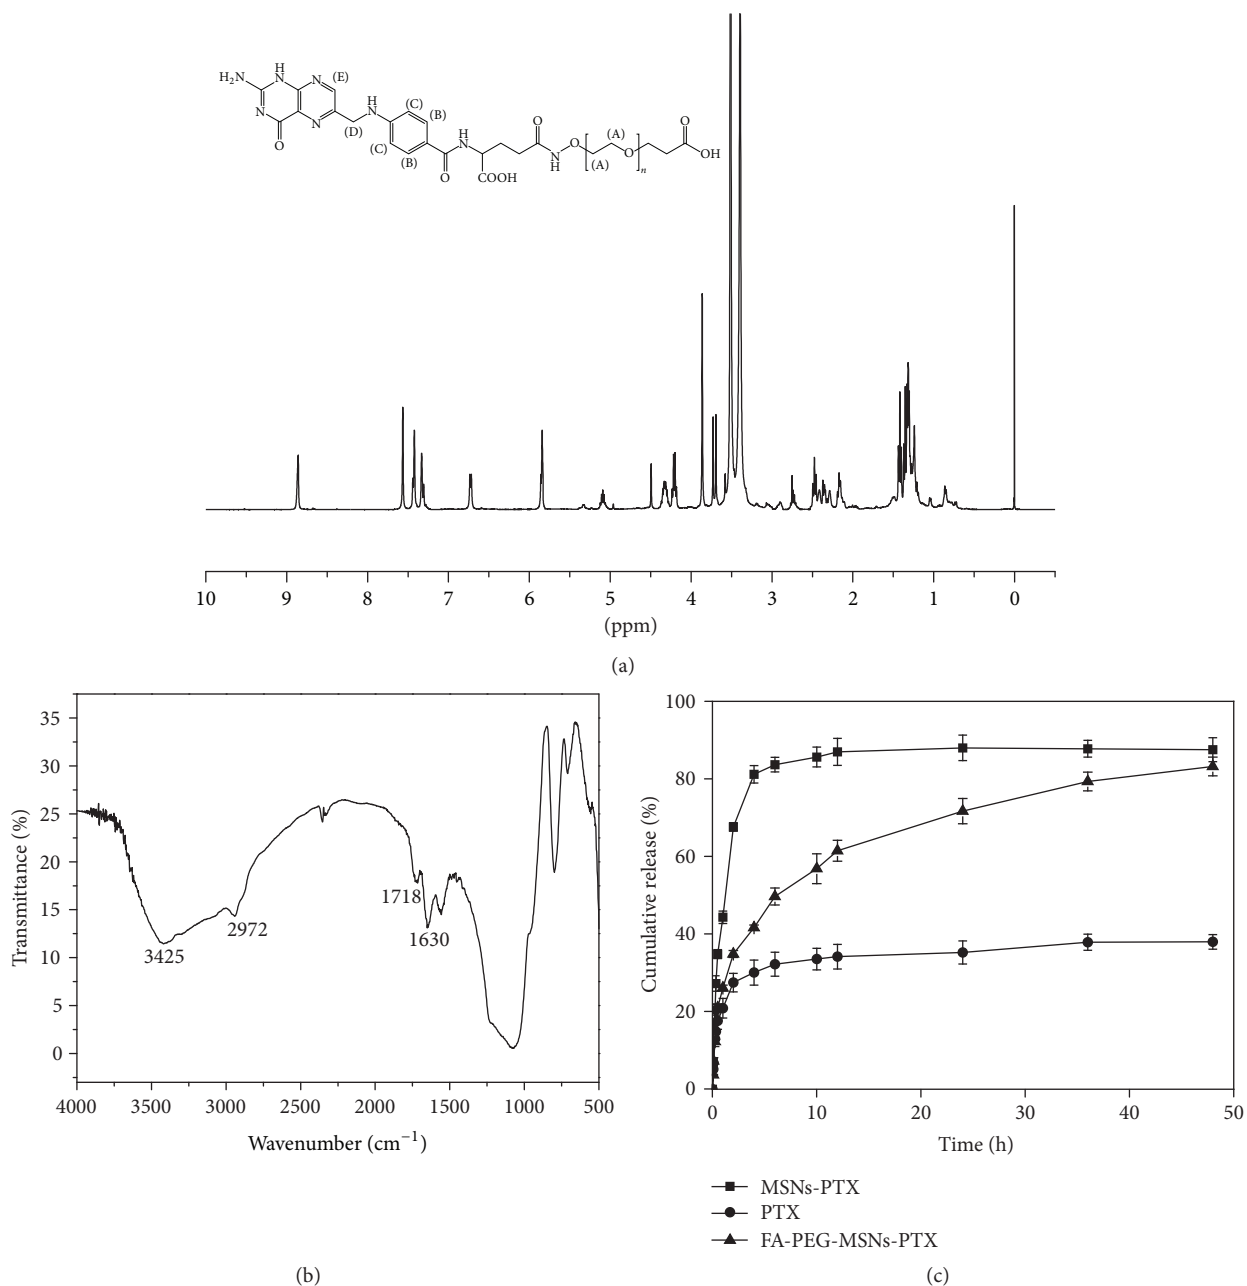 H
H₂N N N (E)
N N
O
(D)
H
N
(C)
(B)
(C)
(B)
O
H
N
COOH
O
N
H
O
(A)
(A)
O
n
O
OH
10 9 8 7 6 5 4 3 2 1 0
(ppm)
(a)
35
30
25
20
15
10
5
0
Transmittance (%)
3425
2972
1718
1630
4000 3500 3000 2500 2000 1500 1000 500
Wavenumber (cm⁻¹)
(b)
100
80
60
40
20
0
Cumulative release (%)
0 10 20 30 40 50
Time (h)
MSNs-PTX
PTX
FA-PEG-MSNs-PTX
(c)